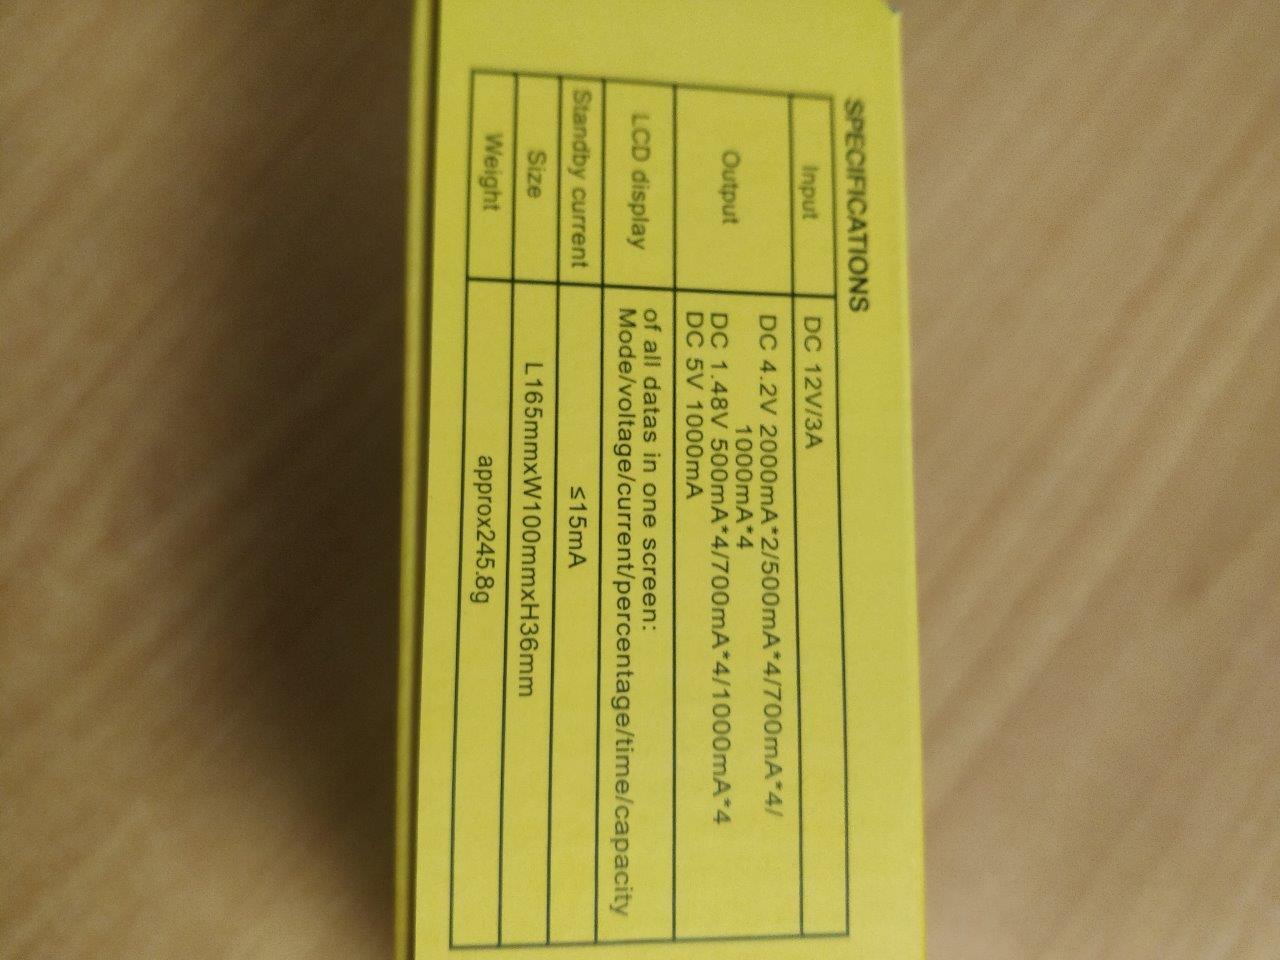 SPECIFICATIONS
Input DC 12V/3A
Output DC 4.2V 2000mA*2/500mA*4/700mA*4/
1000mA*4
DC 1.48V 500mA*4/700mA*4/1000mA*4
DC 5V 1000mA
LCD display of all datas in one screen:
Mode/voltage/current/percentage/time/capacity
Standby current ≤15mA
Size L165mmxW100mmxH36mm
Weight approx245.8g